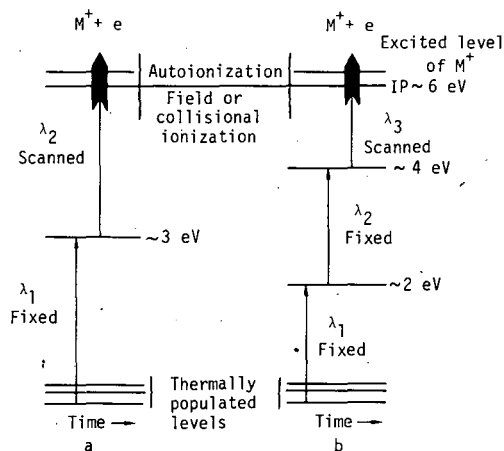 M+ + e
M+ + e
Excited level
of M+
Autoionization
IP~ 6 eV
Field or
collisional
ionization
λ2
Scanned
λ3
Scanned
~ 4 eV
~3 eV
λ2
Fixed
~2 eV
λ1
Fixed
λ1
Fixed
Thermally
populated
levels
Time →
Time →
a
b